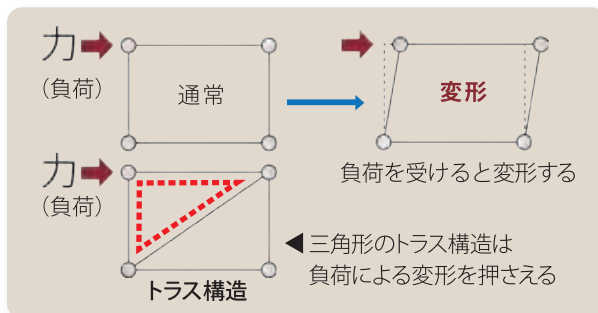 力
(負荷)
通常
変形
負荷を受けると変形する
力
(負荷)
トラス構造
◀ 三角形のトラス構造は
負荷による変形を押さえる